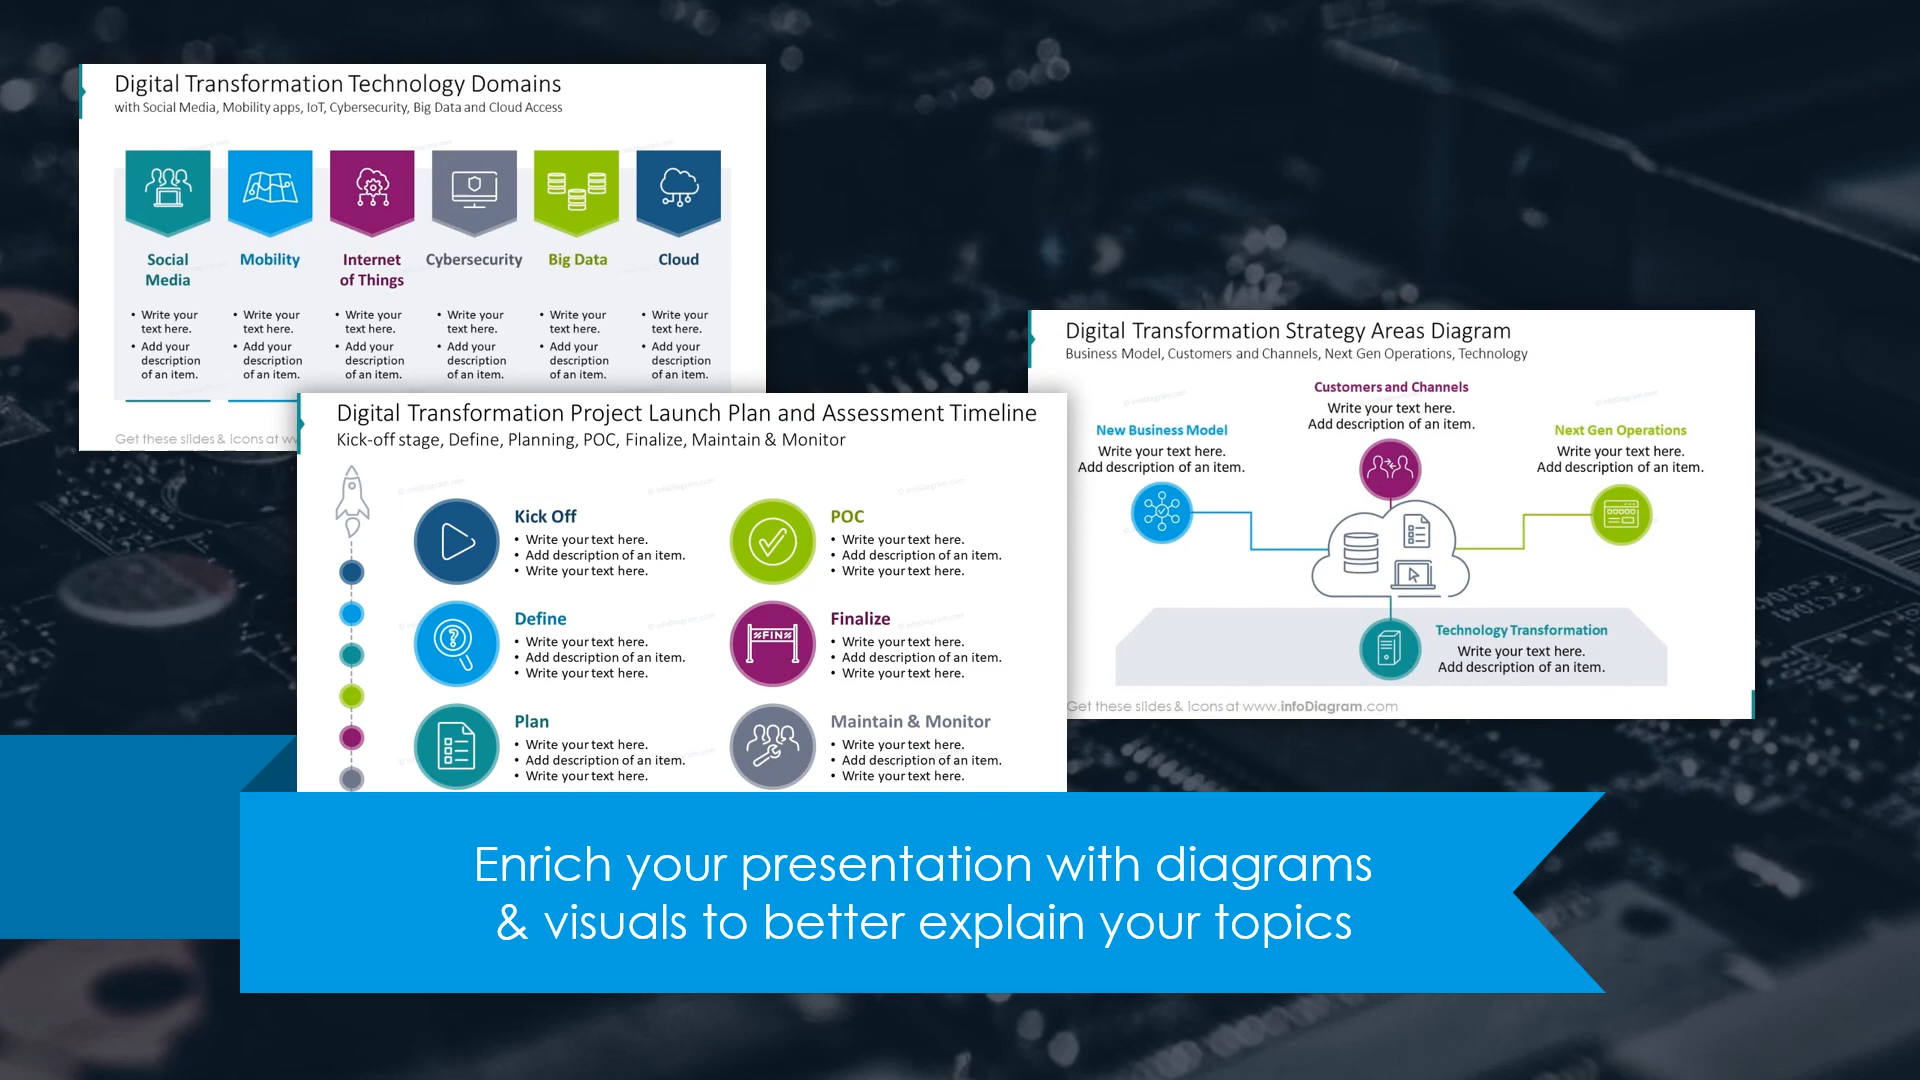 Digital Transformation Technology Domains
with Social Media, Mobility apps, IoT, Cybersecurity, Big Data and Cloud Access
Social
Media
Mobility
Internet
of Things
Cybersecurity
Big Data
Cloud
• Write your
text here.
• Add your
description
of an item.
• Write your
text here.
• Add your
description
of an item.
• Write your
text here.
• Add your
description
of an item.
• Write your
text here.
• Add your
description
of an item.
• Write your
text here.
• Add your
description
of an item.
• Write your
text here.
• Add your
description
of an item.
Get these slides & icons at
Digital Transformation Project Launch Plan and Assessment Timeline
Kick-off stage, Define, Planning, POC, Finalize, Maintain & Monitor
Kick Off
• Write your text here.
• Add description of an item.
• Write your text here.
Define
• Write your text here.
• Add description of an item.
• Write your text here.
Plan
• Write your text here.
• Add description of an item.
• Write your text here.
POC
• Write your text here.
• Add description of an item.
• Write your text here.
FIN
Finalize
• Write your text here.
• Add description of an item.
• Write your text here.
Maintain & Monitor
• Write your text here.
• Add description of an item.
• Write your text here.
Digital Transformation Strategy Areas Diagram
Business Model, Customers and Channels, Next Gen Operations, Technology
Customers and Channels
Write your text here.
Add description of an item.
New Business Model
Write your text here.
Add description of an item.
Next Gen Operations
Write your text here.
Add description of an item.
Technology Transformation
Write your text here.
Add description of an item.
Get these slides & icons at www.infoDiagram.com
Enrich your presentation with diagrams
& visuals to better explain your topics